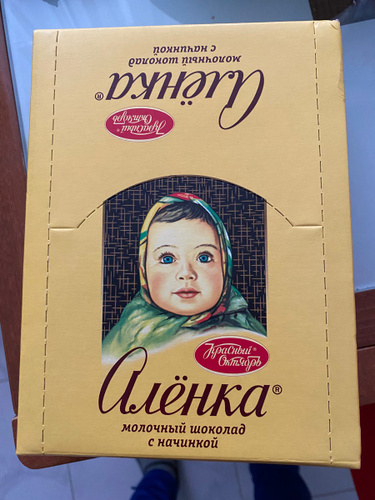 молочный шоколад
с начинкой
Алёнка®
Красный
Октябрь
Красный®
Октябрь
Алёнка®
молочный шоколад
с начинкой